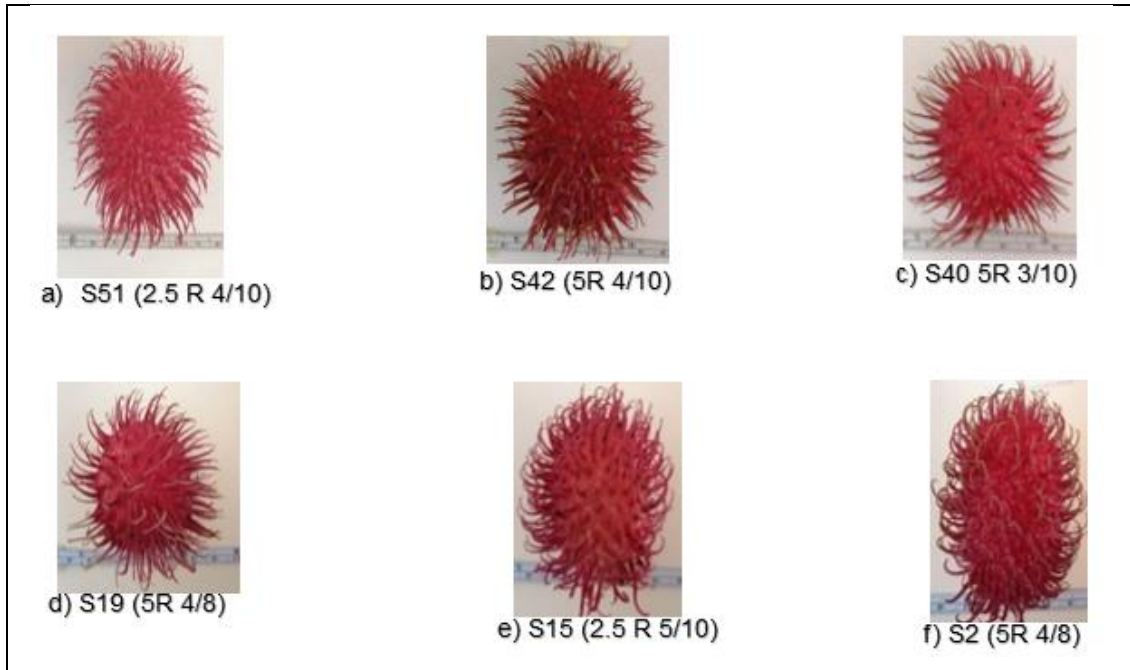 a) S51 (2.5 R 4/10)
b) S42 (5R 4/10)
c) S40 5R 3/10)
d) S19 (5R 4/8)
e) S15 (2.5 R 5/10)
f) S2 (5R 4/8)